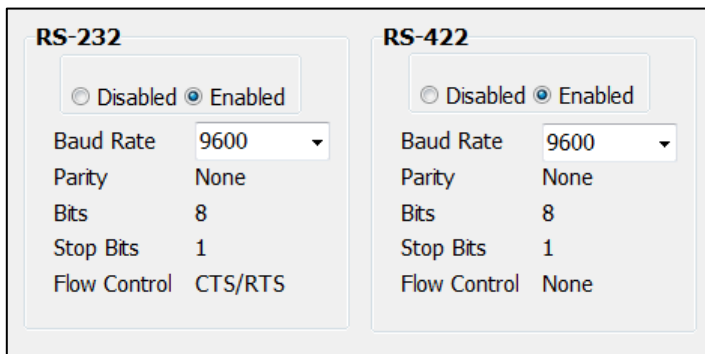 RS-232
Disabled Enabled
Baud Rate 9600
Parity None
Bits 8
Stop Bits 1
Flow Control CTS/RTS
RS-422
Disabled Enabled
Baud Rate 9600
Parity None
Bits 8
Stop Bits 1
Flow Control None